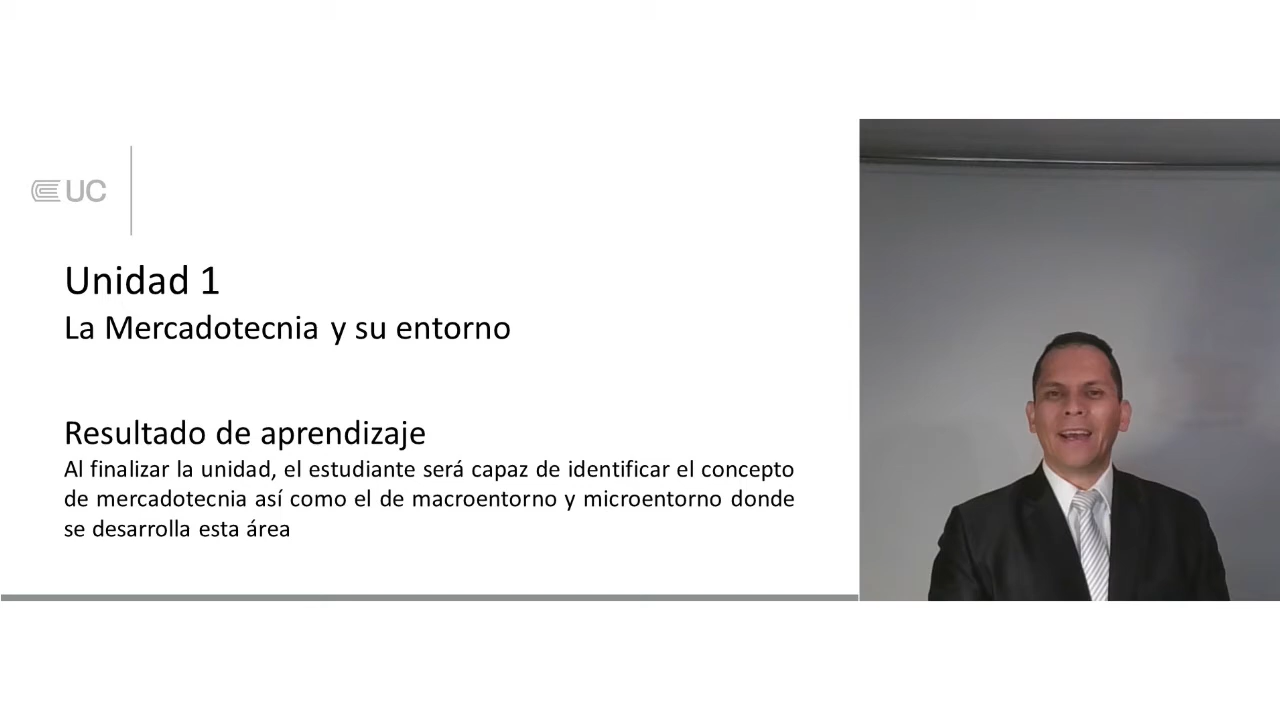 UC
Unidad 1
La Mercadotecnia y su entorno
Resultado de aprendizaje
Al finalizar la unidad, el estudiante será capaz de identificar el concepto
de mercadotecnia así como el de macroentorno y microentorno donde
se desarrolla esta área